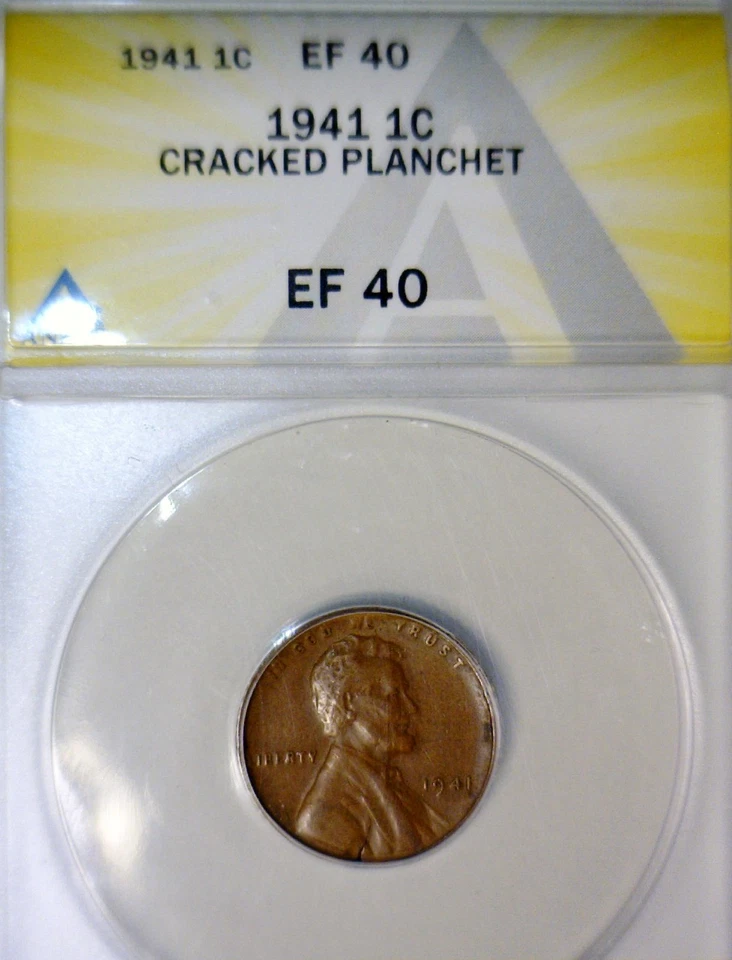 1941 1C EF 40
1941 1C
CRACKED PLANCHET
EF 40
IN GOD WE TRUST
LIBERTY
1941